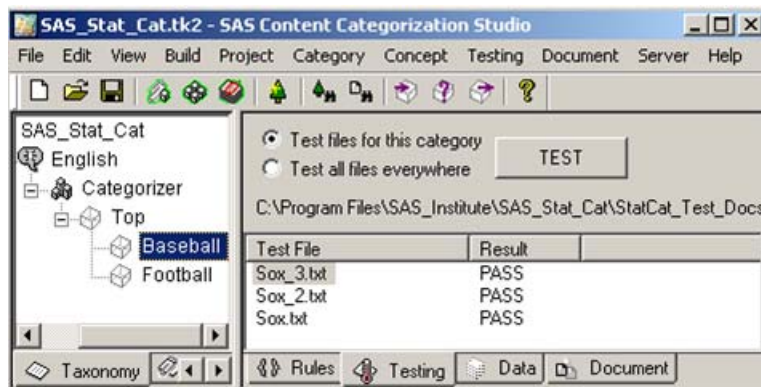 SAS_Stat_Cat.tk2 - SAS Content Categorization Studio
File Edit View Build Project Category Concept Testing Document Server Help
SAS_Stat_Cat
English
Categorizer
Top
Baseball
Football
Taxonomy
Test files for this category
Test all files everywhere
TEST
C:\Program Files\SAS_Institute\SAS_Stat_Cat\StatCat_Test_Docs
Test File Result
Sox_3.txt PASS
Sox_2.txt PASS
Sox.txt PASS
Rules Testing Data Document